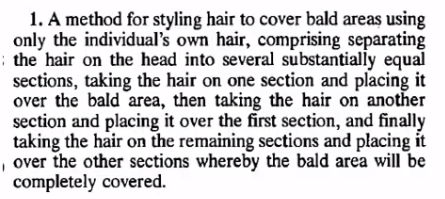 1. A method for styling hair to cover bald areas using
only the individual's own hair, comprising separating
the hair on the head into several substantially equal
sections, taking the hair on one section and placing it
over the bald area, then taking the hair on another
section and placing it over the first section, and finally
taking the hair on the remaining sections and placing it
over the other sections whereby the bald area will be
completely covered.